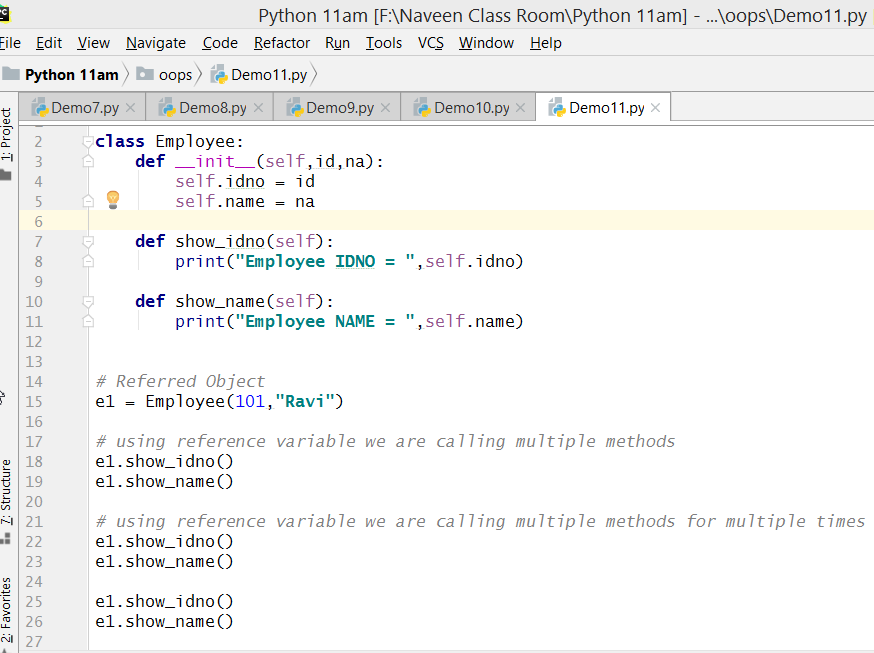 Python 11am [F:\Naveen Class Room\Python 11am] - ...\oops\Demo11.py
File Edit View Navigate Code Refactor Run Tools VCS Window Help
Python 11am oops Demo11.py
Demo7.py Demo8.py Demo9.py Demo10.py Demo11.py
1: Project
7: Structure
2: Favorites
2 class Employee:
3     def __init__(self,id,na):
4         self.idno = id
5         self.name = na
6
7     def show_idno(self):
8         print("Employee IDNO = ",self.idno)
9
10     def show_name(self):
11         print("Employee NAME = ",self.name)
12
13
14 # Referred Object
15 e1 = Employee(101,"Ravi")
16
17 # using reference variable we are calling multiple methods
18 e1.show_idno()
19 e1.show_name()
20
21 # using reference variable we are calling multiple methods for multiple times
22 e1.show_idno()
23 e1.show_name()
24
25 e1.show_idno()
26 e1.show_name()
27